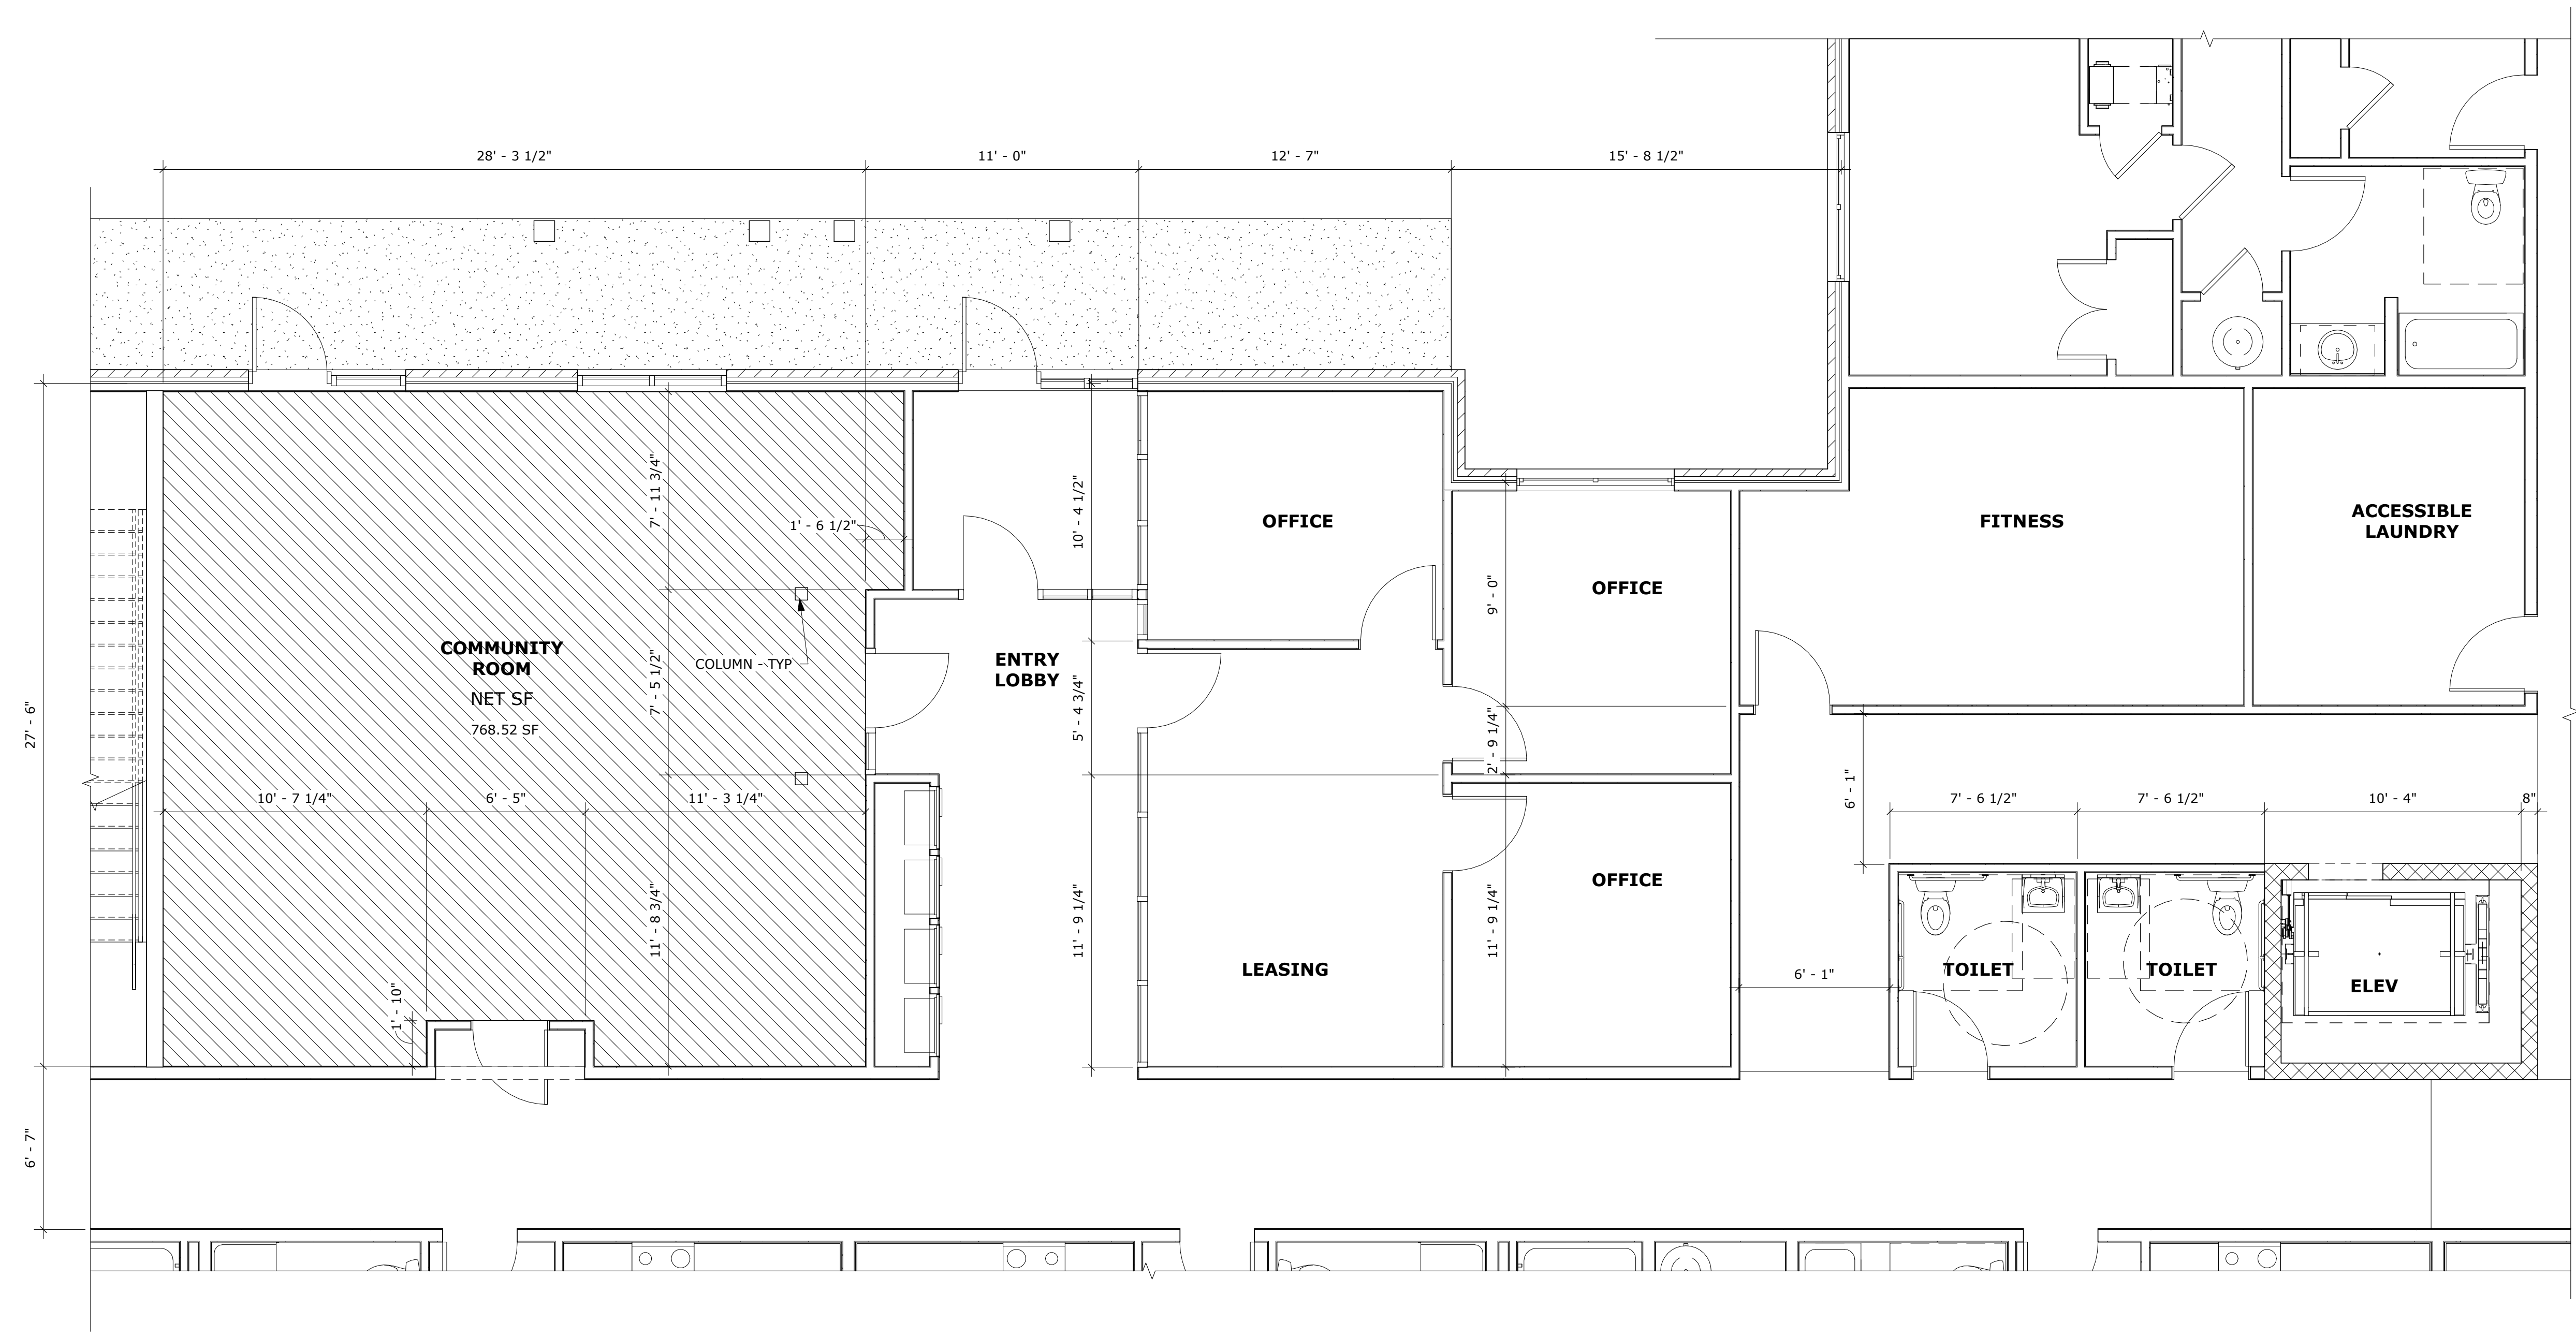 28' - 3 1/2"
11' - 0"
12' - 7"
15' - 8 1/2"
7' - 11 3/4"
10' - 4 1/2"
1' - 6 1/2"
OFFICE
FITNESS
ACCESSIBLE
LAUNDRY
9' - 0"
OFFICE
COMMUNITY
ROOM
NET SF
768.52 SF
7' - 5 1/2"
COLUMN - TYP
ENTRY
LOBBY
5' - 4 3/4"
27' - 6"
2' - 9 1/4"
6' - 1"
10' - 7 1/4"
6' - 5"
11' - 3 1/4"
7' - 6 1/2"
7' - 6 1/2"
10' - 4"
8"
OFFICE
11' - 8 3/4"
11' - 9 1/4"
11' - 9 1/4"
LEASING
6' - 1"
TOILET
TOILET
ELEV
1' - 10"
6' - 7"